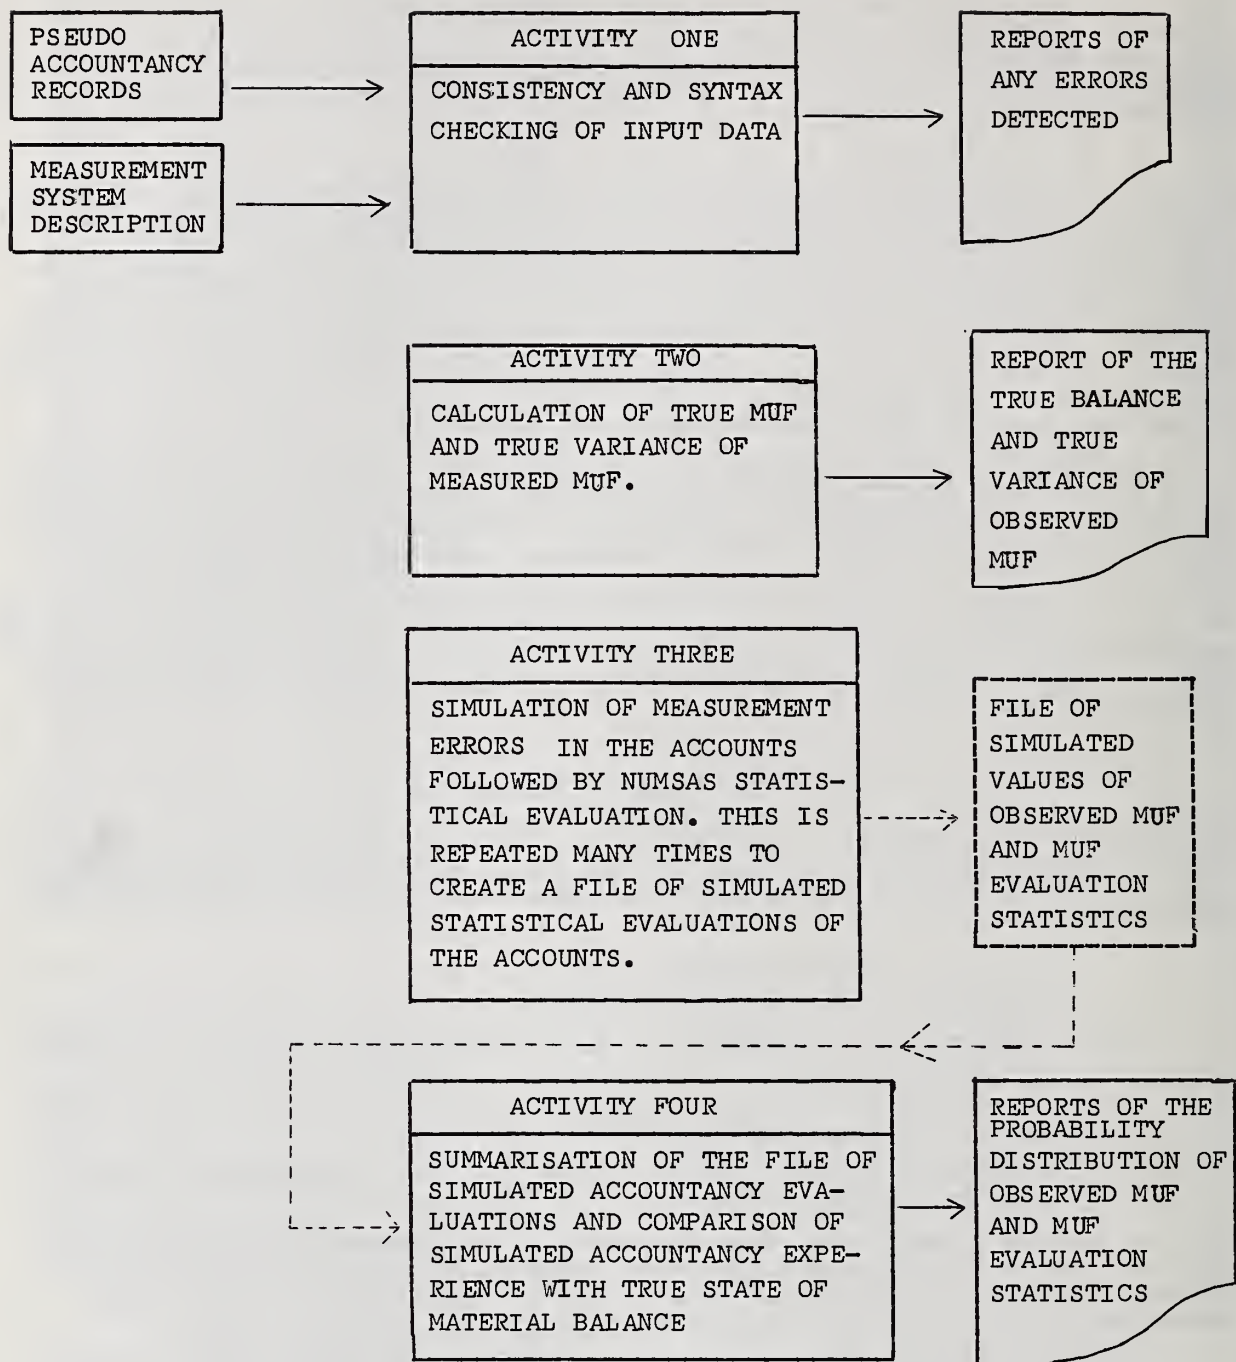 PSEUDO
ACCOUNTANCY
RECORDS
MEASUREMENT
SYSTEM
DESCRIPTION
ACTIVITY ONE
CONSISTENCY AND SYNTAX
CHECKING OF INPUT DATA
REPORTS OF
ANY ERRORS
DETECTED
ACTIVITY TWO
CALCULATION OF TRUE MUF
AND TRUE VARIANCE OF
MEASURED MUF.
REPORT OF THE
TRUE BALANCE
AND TRUE
VARIANCE OF
OBSERVED
MUF
ACTIVITY THREE
SIMULATION OF MEASUREMENT
ERRORS IN THE ACCOUNTS
FOLLOWED BY NUMSAS STATIS-
TICAL EVALUATION. THIS IS
REPEATED MANY TIMES TO
CREATE A FILE OF SIMULATED
STATISTICAL EVALUATIONS OF
THE ACCOUNTS.
FILE OF
SIMULATED
VALUES OF
OBSERVED MUF
AND MUF
EVALUATION
STATISTICS
ACTIVITY FOUR
SUMMARISATION OF THE FILE OF
SIMULATED ACCOUNTANCY EVA-
LUATIONS AND COMPARISON OF
SIMULATED ACCOUNTANCY EXPE-
RIENCE WITH TRUE STATE OF
MATERIAL BALANCE
REPORTS OF THE
PROBABILITY
DISTRIBUTION OF
OBSERVED MUF
AND MUF
EVALUATION
STATISTICS